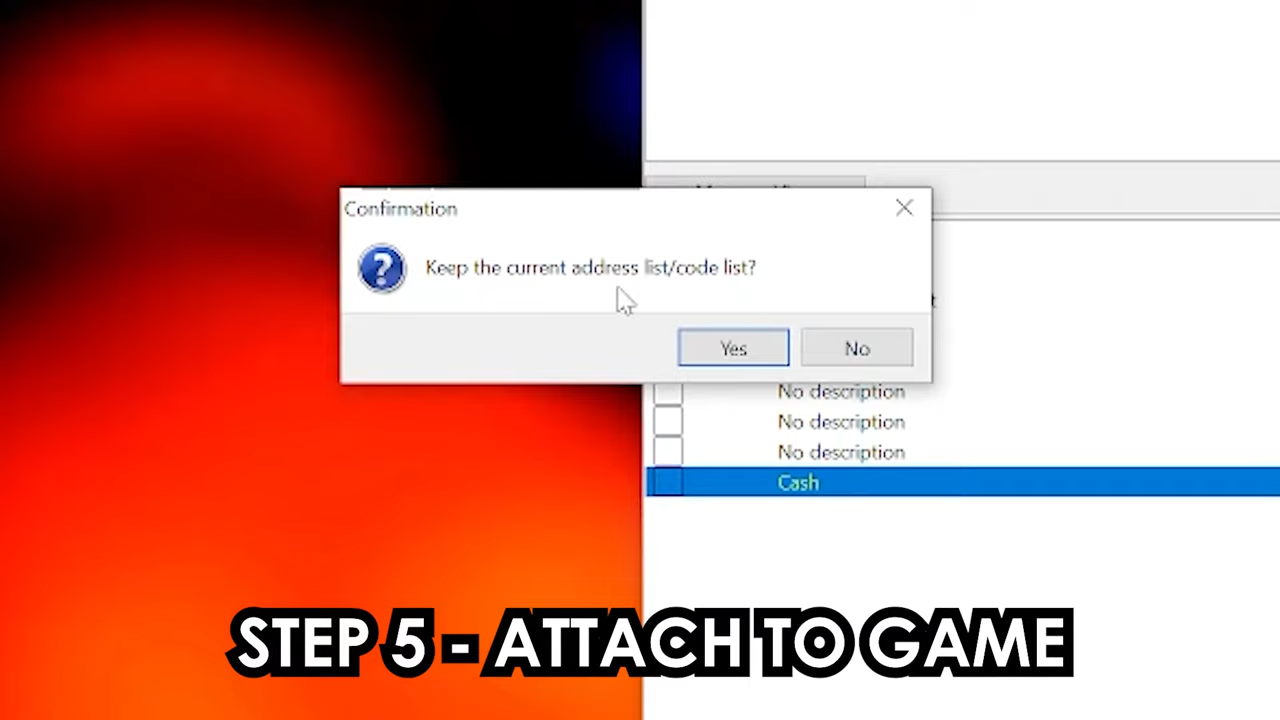 Confirmation
Keep the current address list/code list?
Yes
No
No description
No description
No description
Cash
STEP 5 - ATTACH TO GAME